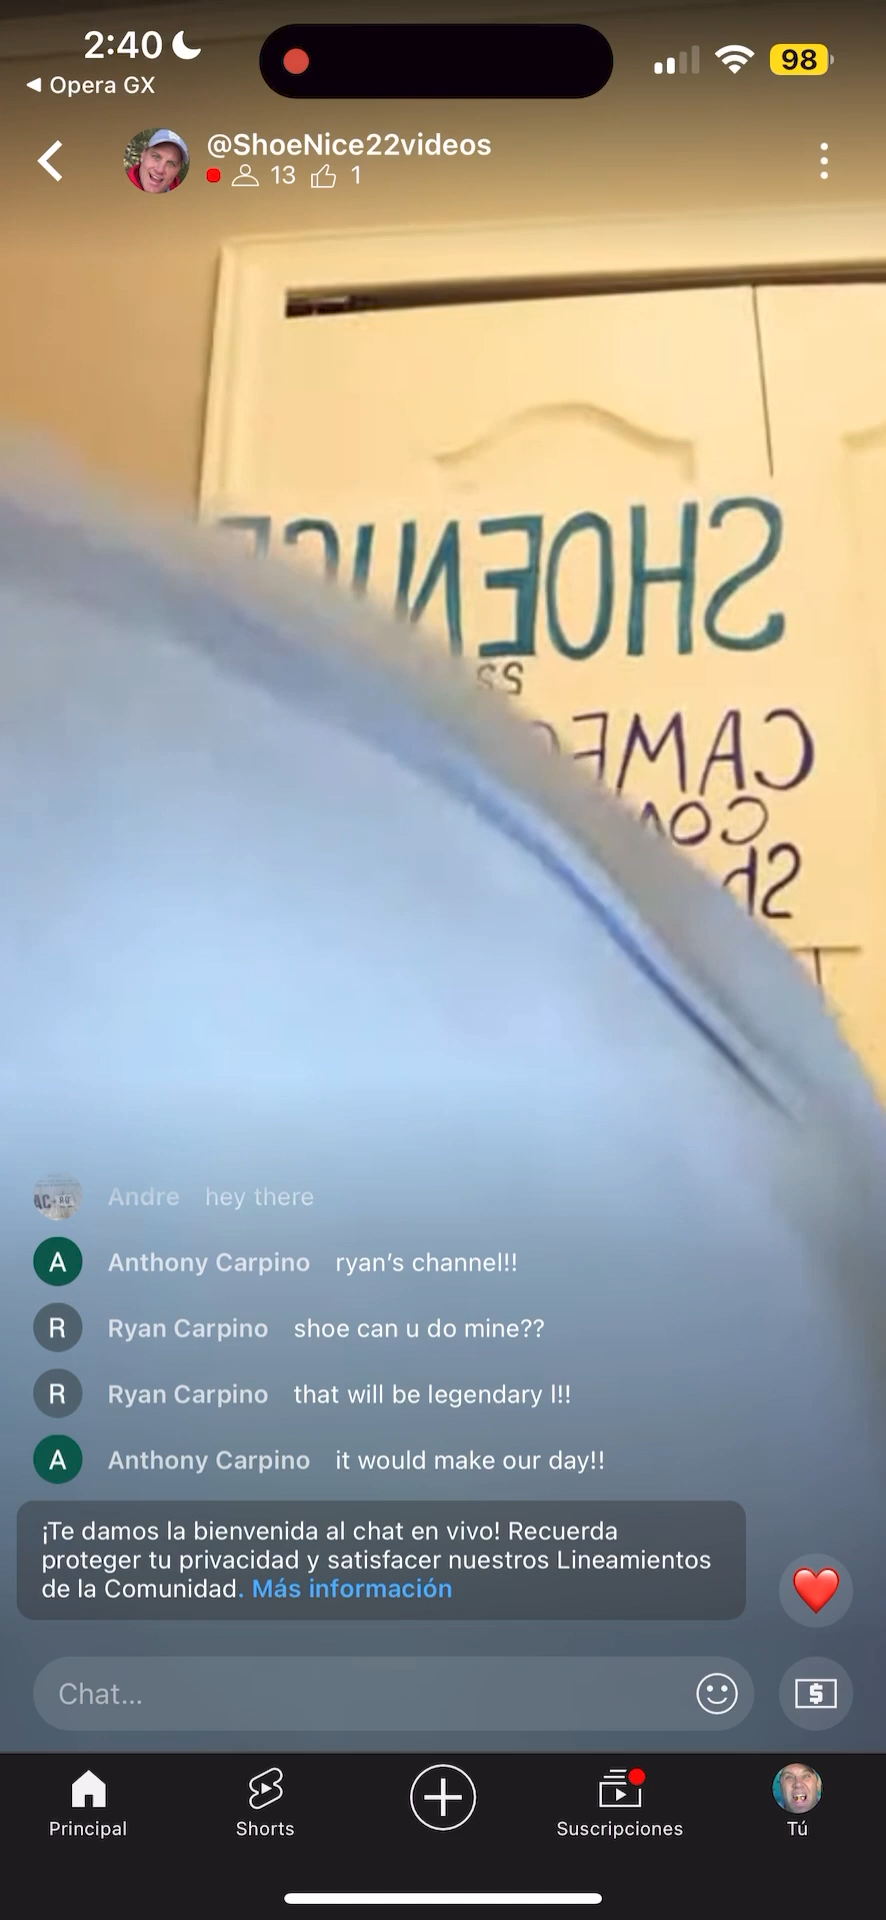 2:40
98
Opera GX
@ShoeNice22videos
13 1
SHOENICE
22
CAMEO
Andre hey there
Anthony Carpino ryan’s channel!!
Ryan Carpino shoe can u do mine??
Ryan Carpino that will be legendary l!!
Anthony Carpino it would make our day!!
¡Te damos la bienvenida al chat en vivo! Recuerda
proteger tu privacidad y satisfacer nuestros Lineamientos
de la Comunidad. Más información
Chat...
Principal Shorts Suscripciones Tú